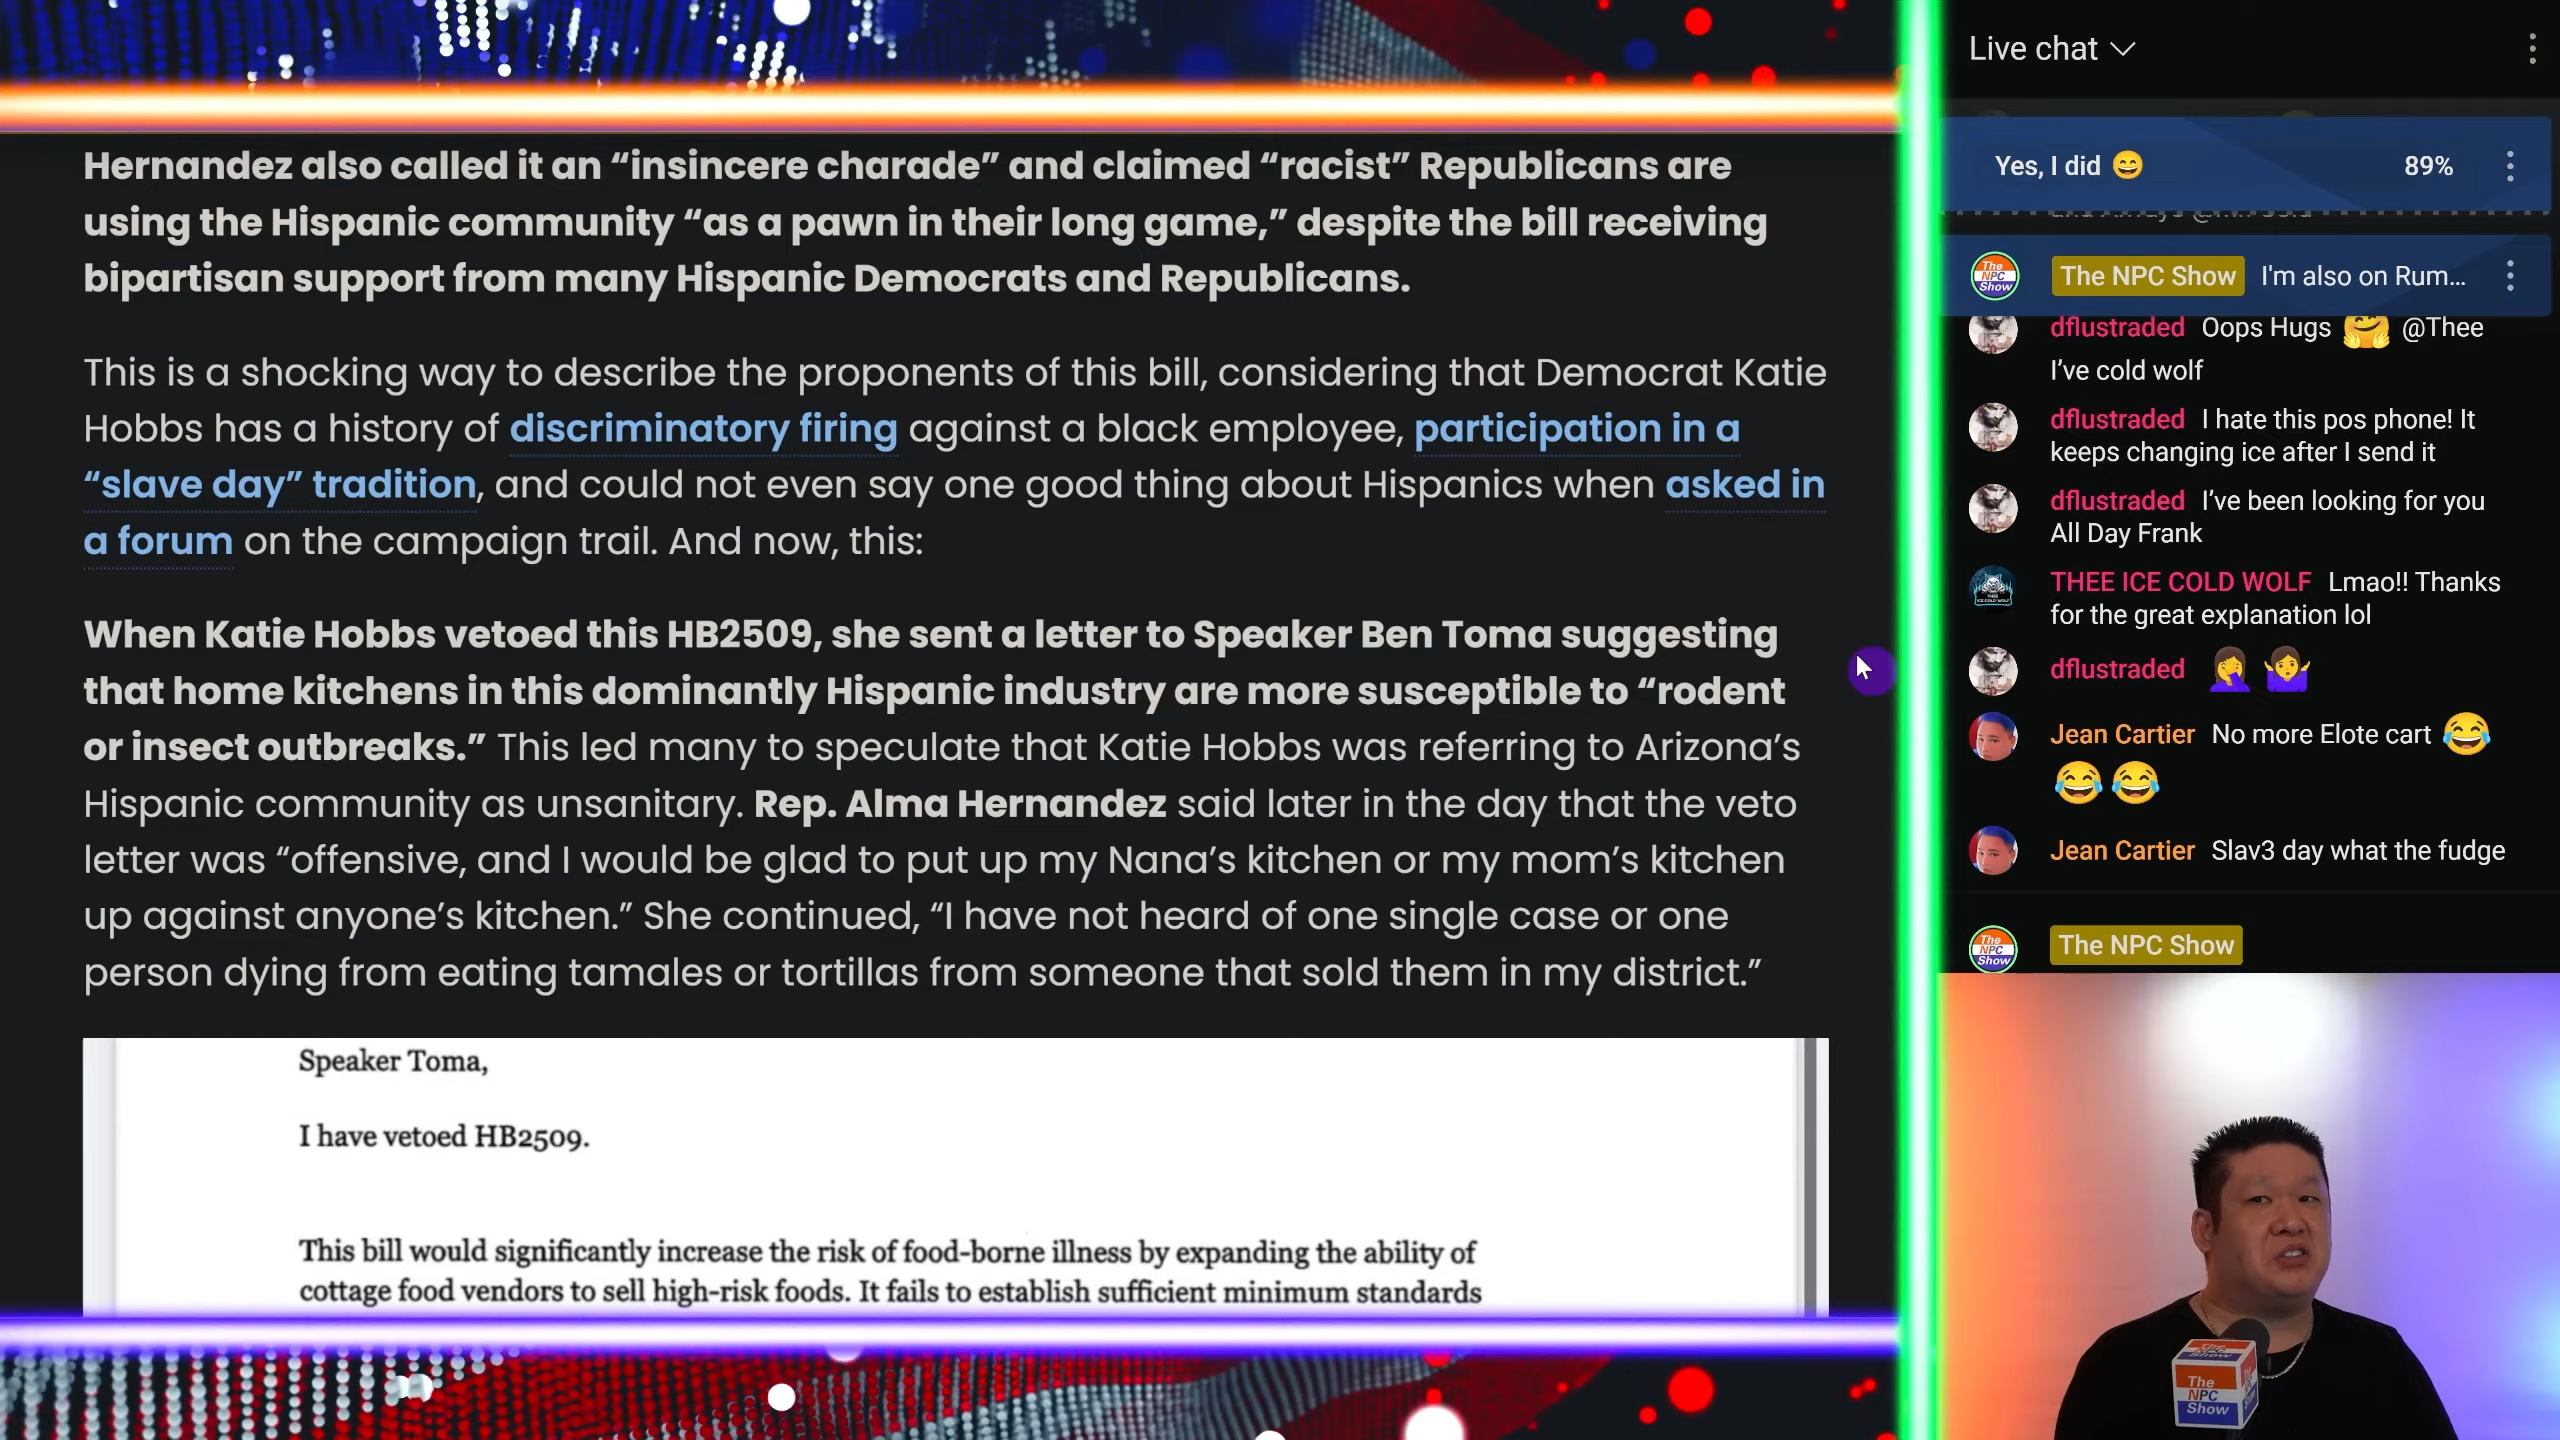 Hernandez also called it an “insincere charade” and claimed “racist” Republicans are
using the Hispanic community “as a pawn in their long game,” despite the bill receiving
bipartisan support from many Hispanic Democrats and Republicans.
This is a shocking way to describe the proponents of this bill, considering that Democrat Katie
Hobbs has a history of discriminatory firing against a black employee, participation in a
“slave day” tradition, and could not even say one good thing about Hispanics when asked in
a forum on the campaign trail. And now, this:
When Katie Hobbs vetoed this HB2509, she sent a letter to Speaker Ben Toma suggesting
that home kitchens in this dominantly Hispanic industry are more susceptible to “rodent
or insect outbreaks.” This led many to speculate that Katie Hobbs was referring to Arizona’s
Hispanic community as unsanitary. Rep. Alma Hernandez said later in the day that the veto
letter was “offensive, and I would be glad to put up my Nana’s kitchen or my mom’s kitchen
up against anyone’s kitchen.” She continued, “I have not heard of one single case or one
person dying from eating tamales or tortillas from someone that sold them in my district.”
Speaker Toma,
I have vetoed HB2509.
This bill would significantly increase the risk of food-borne illness by expanding the ability of
cottage food vendors to sell high-risk foods. It fails to establish sufficient minimum standards
Live chat
Yes, I did 😄 89%
The NPC Show I'm also on Rum...
dflustraded Oops Hugs 🤗 @Thee
I’ve cold wolf
dflustraded I hate this pos phone! It
keeps changing ice after I send it
dflustraded I’ve been looking for you
All Day Frank
THEE ICE COLD WOLF Lmao!! Thanks
for the great explanation lol
dflustraded 🤦‍♀️ 🤷‍♀️
Jean Cartier No more Elote cart 😂
😂😂
Jean Cartier Slav3 day what the fudge
The NPC Show
The
NPC
Show